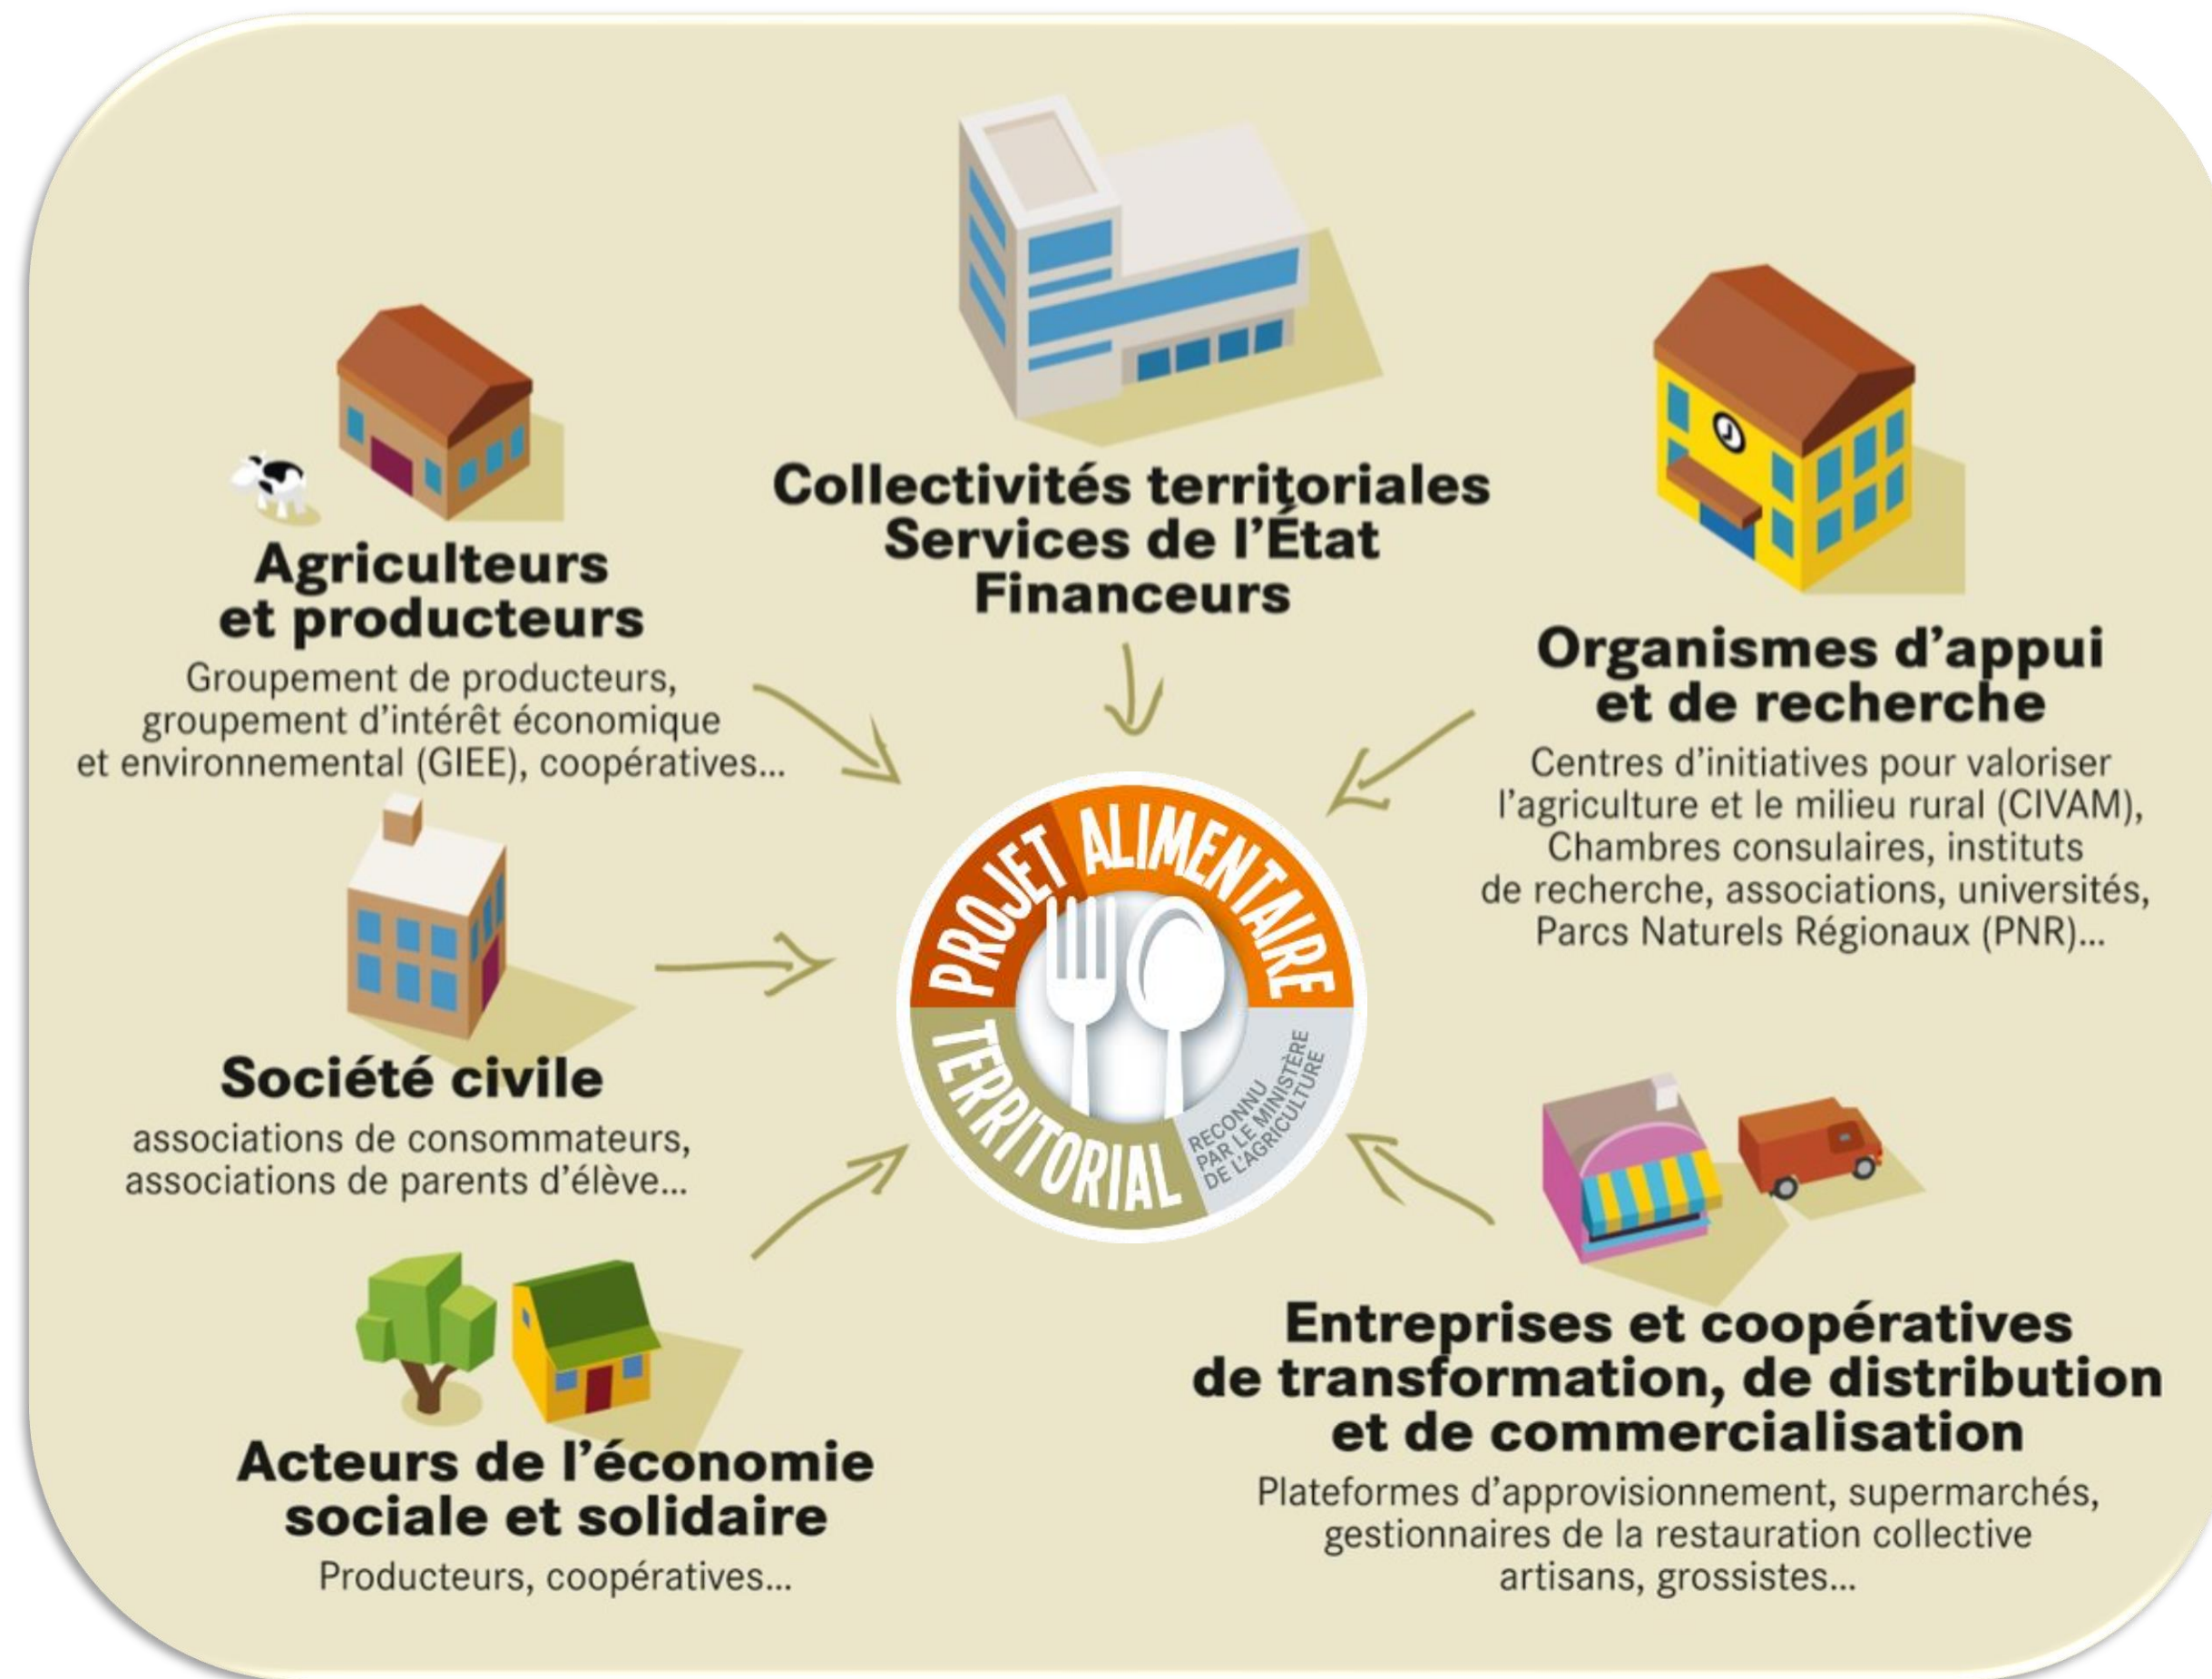 Collectivités territoriales
Services de l'État
Financeurs
Agriculteurs
et producteurs
Groupement de producteurs,
groupement d'intérêt économique
et environnemental (GIEE), coopératives...
Organismes d'appui
et de recherche
Centres d'initiatives pour valoriser
l'agriculture et le milieu rural (CIVAM),
Chambres consulaires, instituts
de recherche, associations, universités,
Parcs Naturels Régionaux (PNR)...
PROJET ALIMENTAIRE
TERRITORIAL
RECONNU
PAR LE MINISTÈRE
DE L'AGRICULTURE
Société civile
associations de consommateurs,
associations de parents d'élève...
Acteurs de l'économie
sociale et solidaire
Producteurs, coopératives...
Entreprises et coopératives
de transformation, de distribution
et de commercialisation
Plateformes d'approvisionnement, supermarchés,
gestionnaires de la restauration collective
artisans, grossistes...